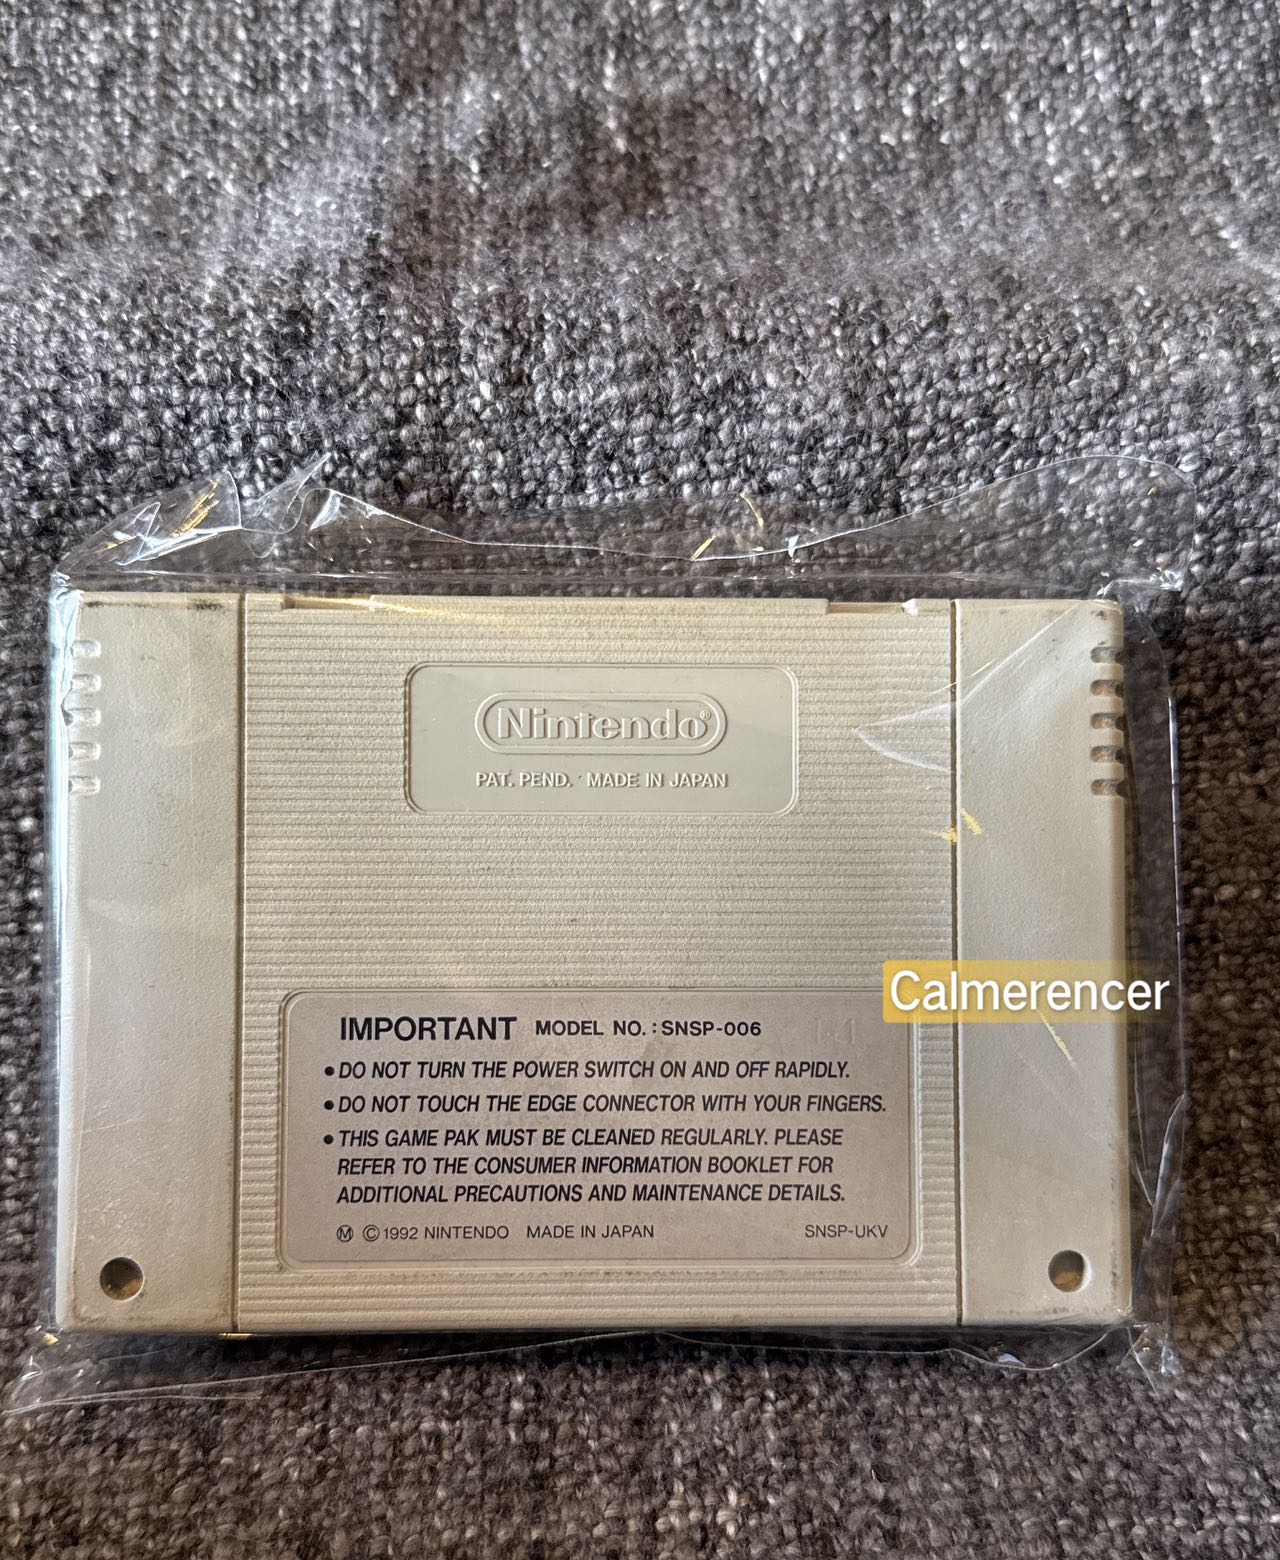 Nintendo®
PAT. PEND. MADE IN JAPAN
Calmerencer
IMPORTANT MODEL NO.: SNSP-006
•DO NOT TURN THE POWER SWITCH ON AND OFF RAPIDLY.
•DO NOT TOUCH THE EDGE CONNECTOR WITH YOUR FINGERS.
•THIS GAME PAK MUST BE CLEANED REGULARLY. PLEASE
REFER TO THE CONSUMER INFORMATION BOOKLET FOR
ADDITIONAL PRECAUTIONS AND MAINTENANCE DETAILS.
Ⓜ ©1992 NINTENDO MADE IN JAPAN SNSP-UKV